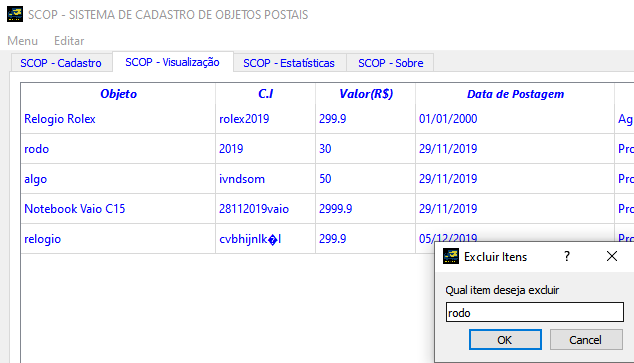 SCOP - SISTEMA DE CADASTRO DE OBJETOS POSTAIS
Menu Editar
SCOP - Cadastro SCOP - Visualização SCOP - Estatísticas SCOP - Sobre
Objeto C.I Valor(R$) Data de Postagem
Relogio Rolex rolex2019 299.9 01/01/2000 Ag
rodo 2019 30 29/11/2019 Pro
algo ivndsom 50 29/11/2019 Pro
Notebook Vaio C15 28112019vaio 2999.9 29/11/2019 Pro
relogio cvbhijnlk�l 299.9 05/12/2019 Pro
Excluir Itens ?
Qual item deseja excluir
rodo
OK Cancel